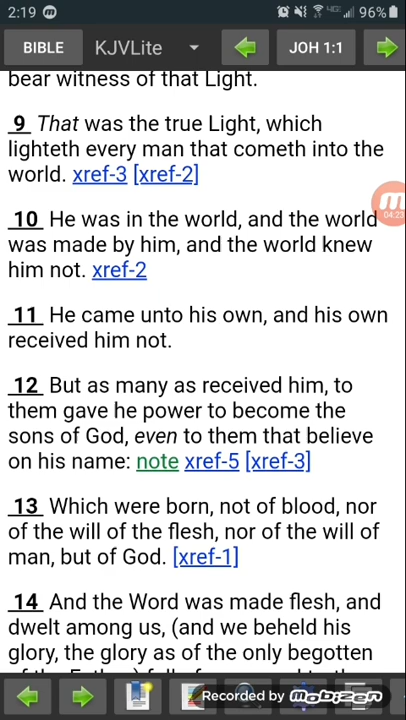 2:19 96%
BIBLE KJVLite JOH 1:1
bear witness of that Light.
9 That was the true Light, which
lighteth every man that cometh into the
world. xref-3 [xref-2]
04:23
10 He was in the world, and the world
was made by him, and the world knew
him not. xref-2
11 He came unto his own, and his own
received him not.
12 But as many as received him, to
them gave he power to become the
sons of God, even to them that believe
on his name: note xref-5 [xref-3]
13 Which were born, not of blood, nor
of the will of the flesh, nor of the will of
man, but of God. [xref-1]
14 And the Word was made flesh, and
dwelt among us, (and we beheld his
glory, the glory as of the only begotten
Recorded by Mobizen